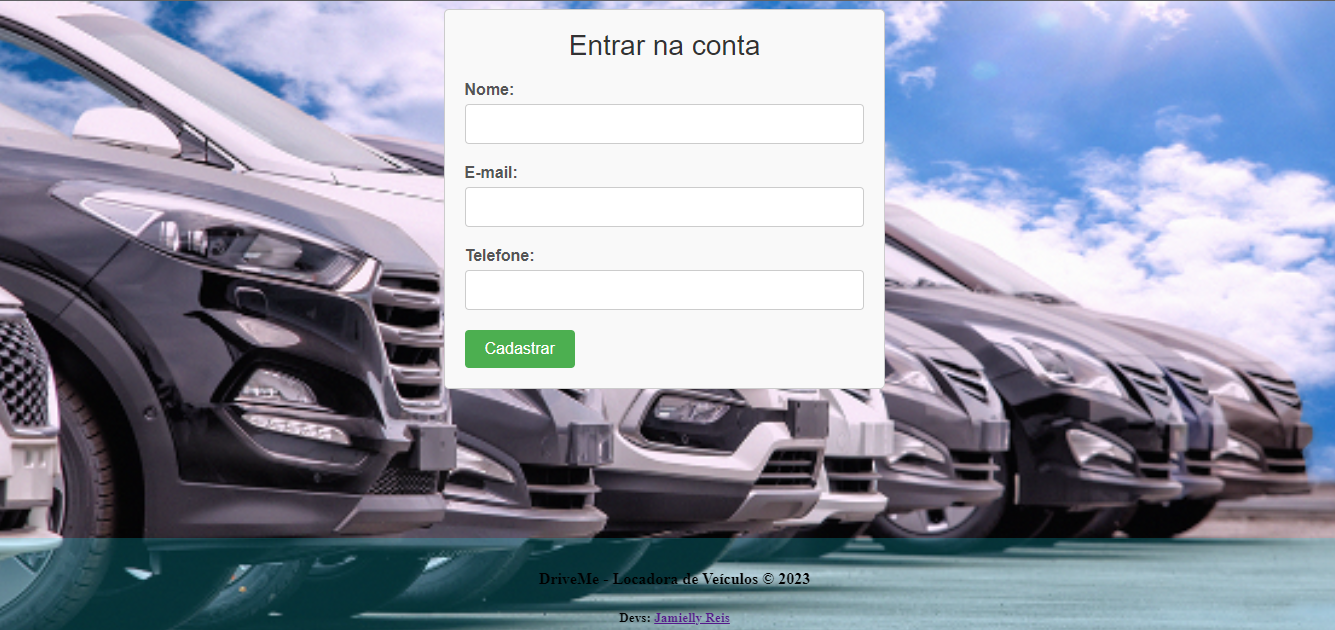 Entrar na conta
Nome:
E-mail:
Telefone:
Cadastrar
DriveMe - Locadora de Veículos © 2023
Devs: Jamielly Reis